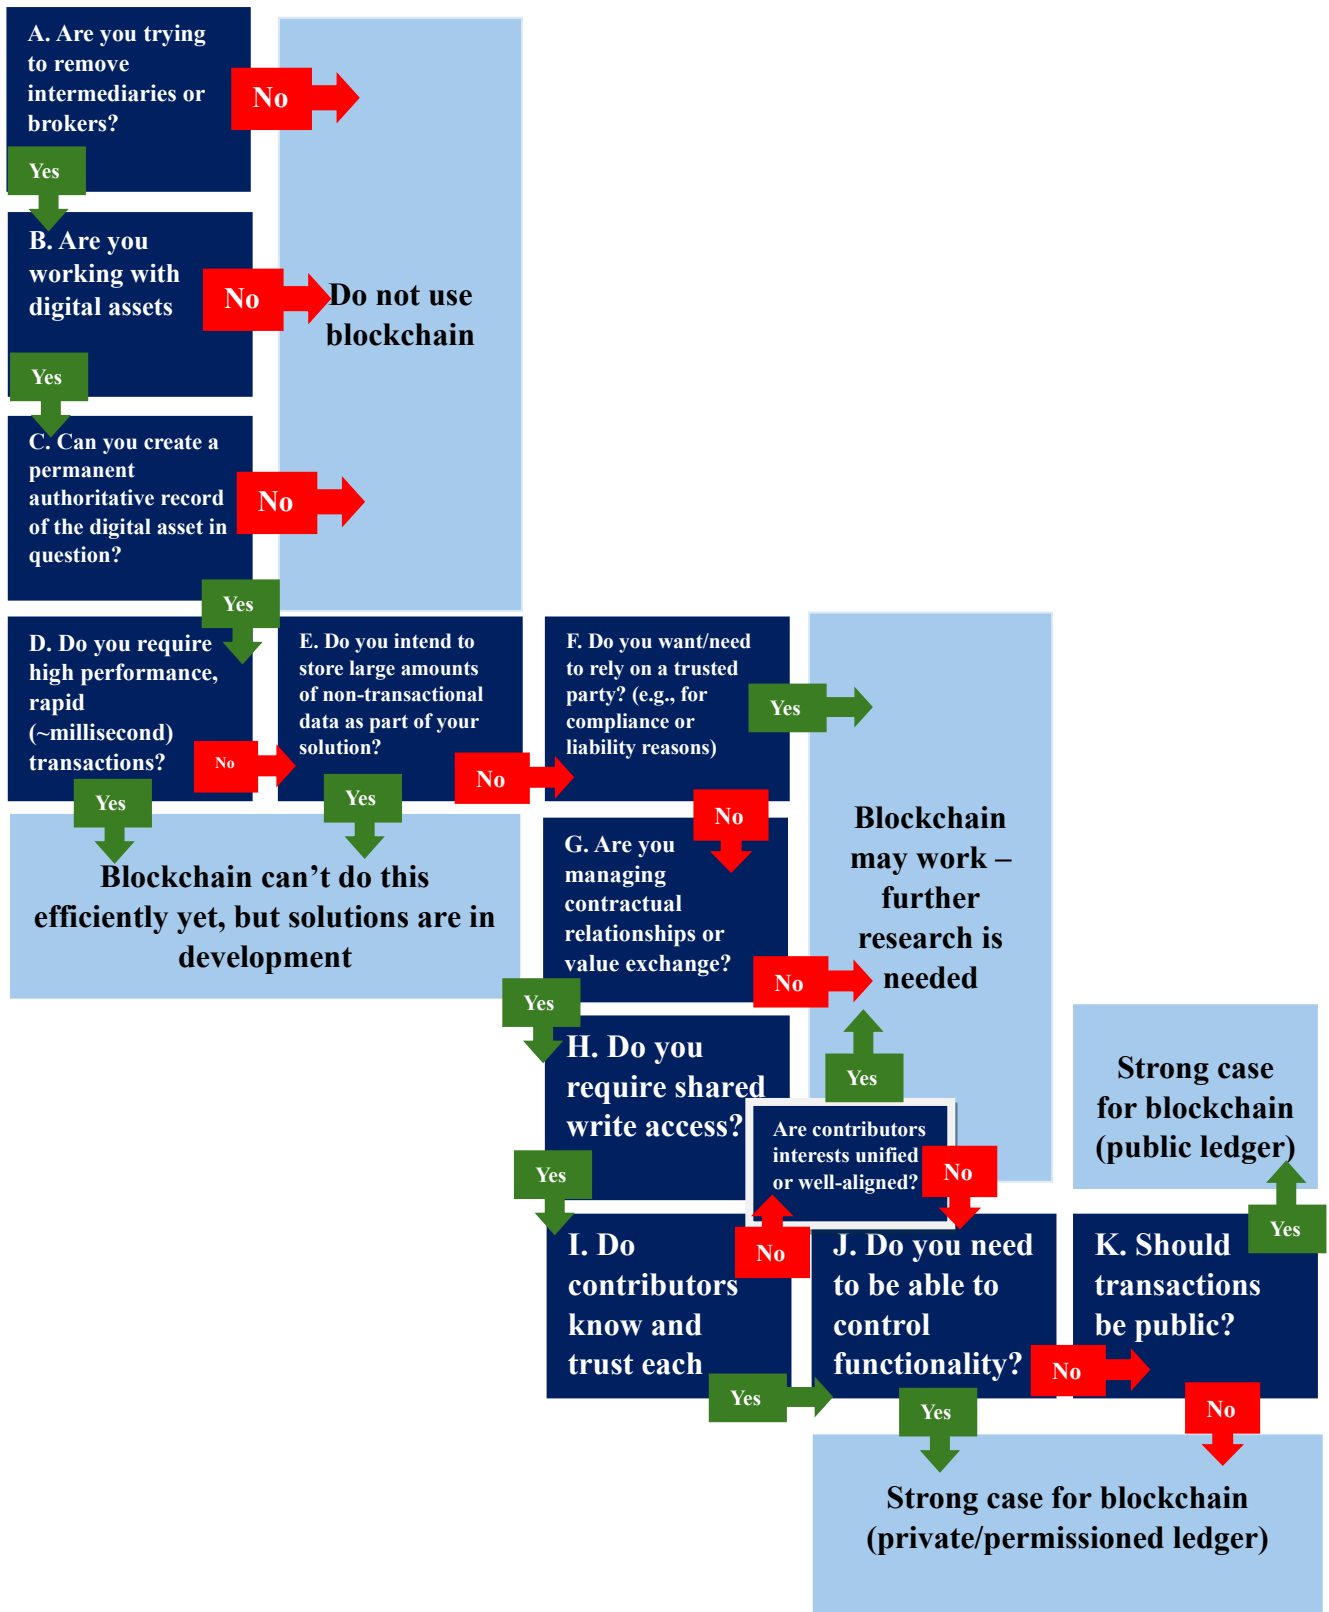 A. Are you trying
to remove
intermediaries or
brokers?
No
Yes
B. Are you
working with
digital assets
No
Do not use
blockchain
Yes
C. Can you create a
permanent
authoritative record
of the digital asset in
question?
No
Yes
D. Do you require
high performance,
rapid
(~millisecond)
transactions?
No
Yes
E. Do you intend to
store large amounts
of non-transactional
data as part of your
solution?
No
Yes
F. Do you want/need
to rely on a trusted
party? (e.g., for
compliance or
liability reasons)
Yes
No
Blockchain can’t do this
efficiently yet, but solutions are in
development
G. Are you
managing
contractual
relationships or
value exchange?
No
Yes
Blockchain
may work –
further
research is
needed
H. Do you
require shared
write access?
Yes
Are contributors
interests unified
or well-aligned?
Yes
No
I. Do
contributors
know and
trust each
No
Yes
J. Do you need
to be able to
control
functionality?
No
Yes
K. Should
transactions
be public?
Yes
No
Strong case
for blockchain
(public ledger)
Strong case for blockchain
(private/permissioned ledger)